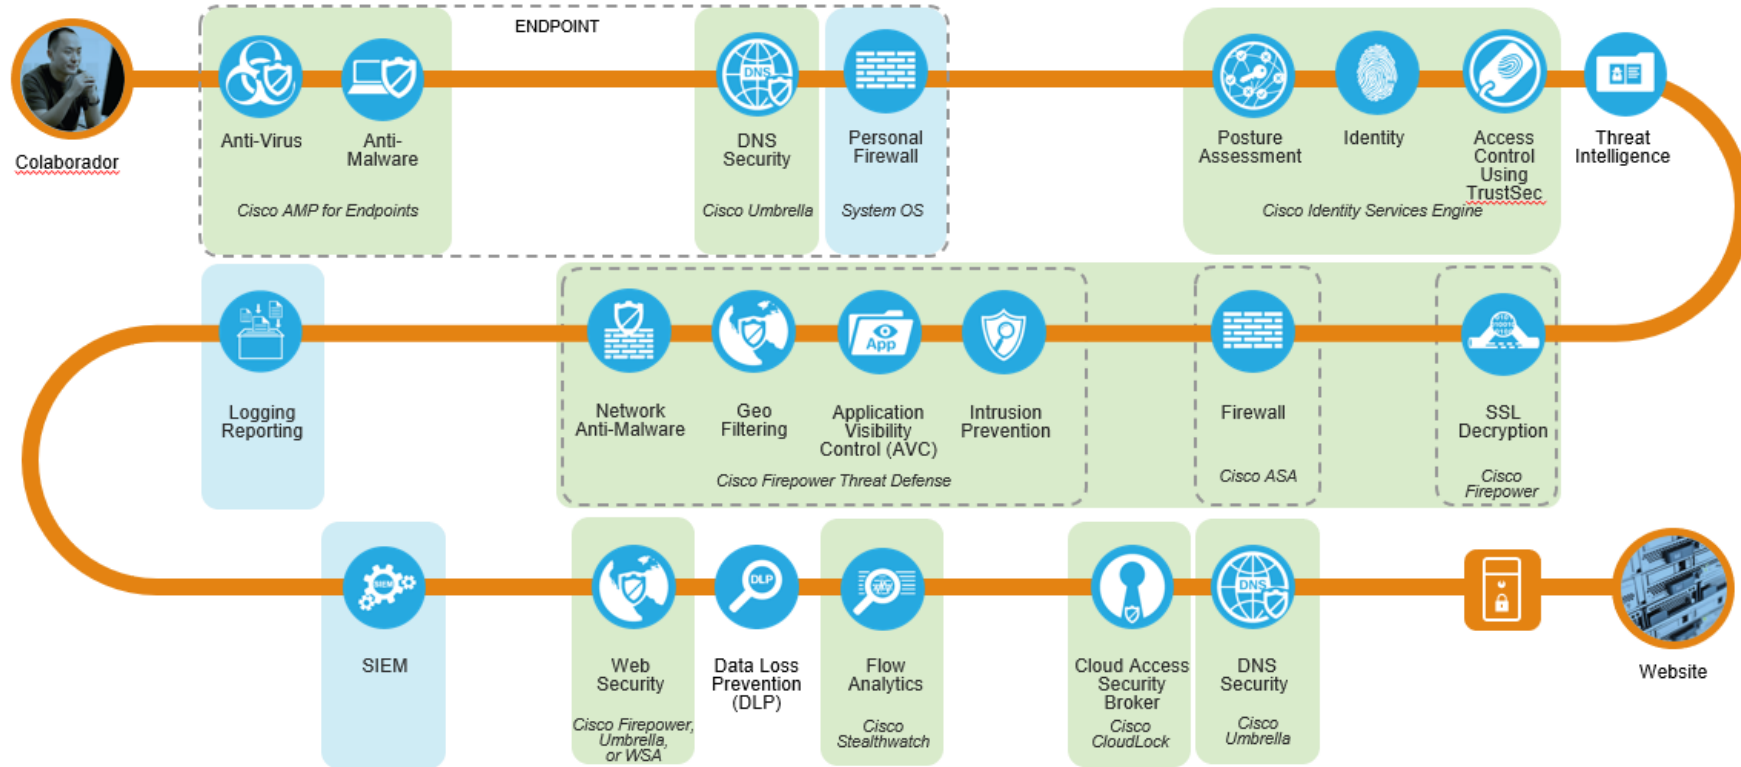 ENDPOINT
DNS
Anti-Virus
Anti-
Malware
DNS
Security
Personal
Firewall
Posture
Assessment
Identity
Access
Control
Using
TrustSec
Threat
Intelligence
Colaborador
Cisco AMP for Endpoints
Cisco Umbrella
System OS
Cisco Identity Services Engine
App
Logging
Reporting
Network
Anti-Malware
Geo
Filtering
Application
Visibility
Control (AVC)
Intrusion
Prevention
Firewall
SSL
Decryption
Cisco Firepower Threat Defense
Cisco ASA
Cisco
Firepower
SIEM
DLP
DNS
SIEM
Web
Security
Data Loss
Prevention
(DLP)
Flow
Analytics
Cloud Access
Security
Broker
DNS
Security
Website
Cisco Firepower,
Umbrella,
or WSA
Cisco
Stealthwatch
Cisco
CloudLock
Cisco
Umbrella